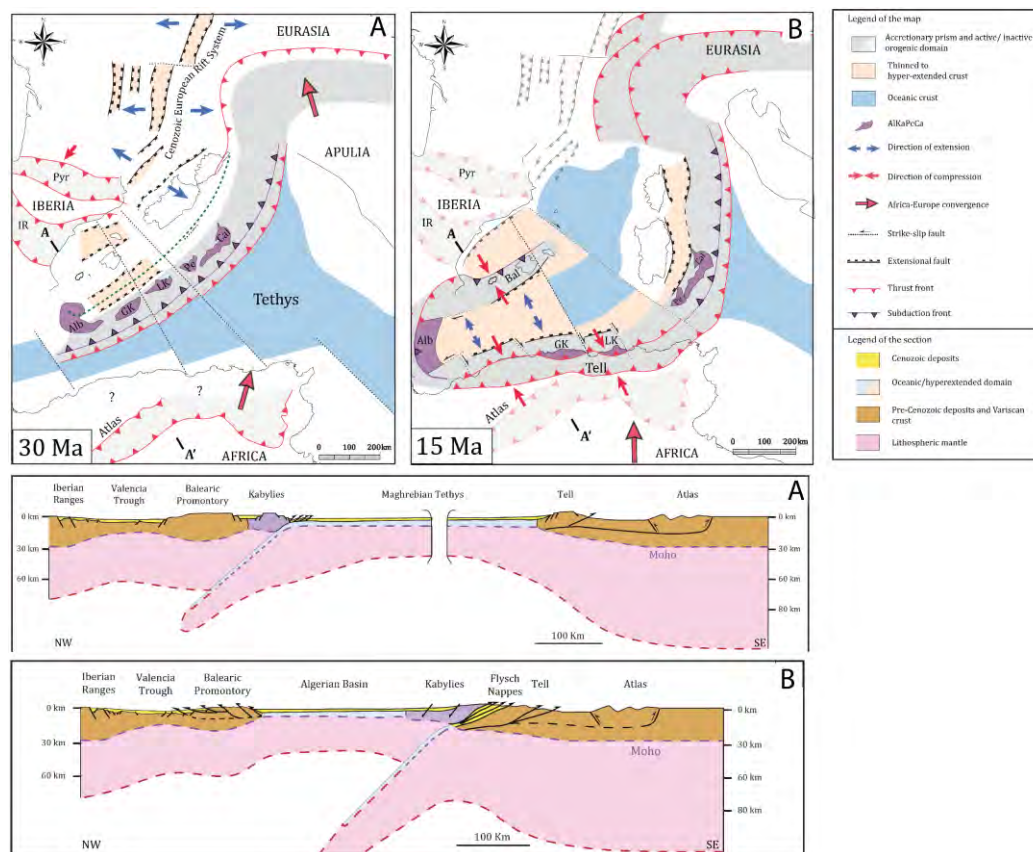 A
EURASIA
Cenozoic European Rift System
APULIA
Pyr
IBERIA
IR
A
Cal
Pe
LK
GK
Alb
Tethys
?
?
Atlas
A'
AFRICA
30 Ma
0 100 200km
B
EURASIA
Pyr
IBERIA
IR
A
Bal
Cal
Pe
Alb
GK
LK
Tell
Atlas
A'
AFRICA
15 Ma
0 100 200km
Legend of the map
Accrectionary prism and active/ inactive
orogenic domain
Thinned to
hyper-extended crust
Oceanic crust
AlKaPeCa
Direction of extension
Direction of compression
Africa-Europe convergence
Strike-slip fault
Extensional fault
Thrust front
Subduction front
Legend of the section
Cenozoic deposits
Oceanic/hyperextended domain
Pre-Cenozoic deposits and Variscan
crust
Lithospheric mantle
A
Iberian
Ranges
Valencia
Trough
Balearic
Promontory
Kabylies
Maghrebian Tethys
Tell
Atlas
0 km
30 km
60 km
0 km
30 km
80 km
Moho
100 Km
NW
SE
B
Iberian
Ranges
Valencia
Trough
Balearic
Promontory
Algerian Basin
Kabylies
Flysch
Nappes
Tell
Atlas
0 km
30 km
60 km
0 km
30 km
60 km
80 km
Moho
100 Km
NW
SE